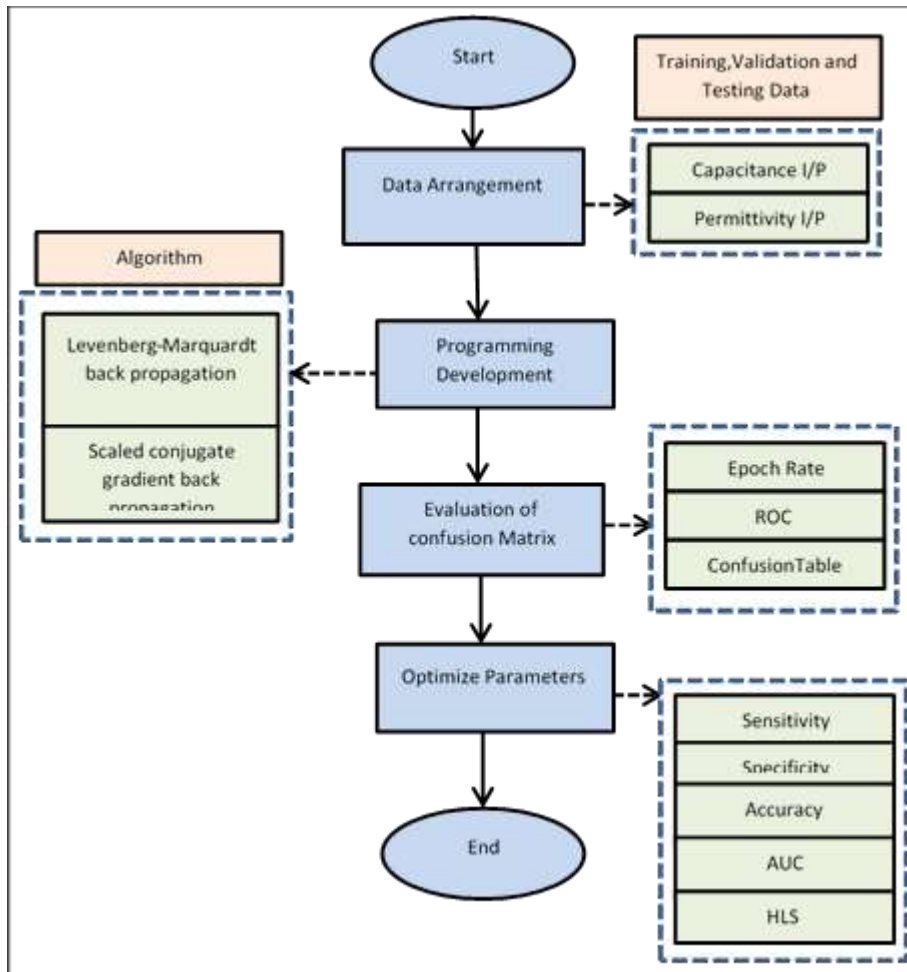 Start
Training,Validation and
Testing Data
Data Arrangement
Capacitance I/P
Permittivity I/P
Algorithm
Levenberg-Marquardt
back propagation
Scaled conjugate
gradient back
propagation
Programming
Development
Evaluation of
confusion Matrix
Epoch Rate
ROC
ConfusionTable
Optimize Parameters
Sensitivity
Specificity
Accuracy
AUC
HLS
End